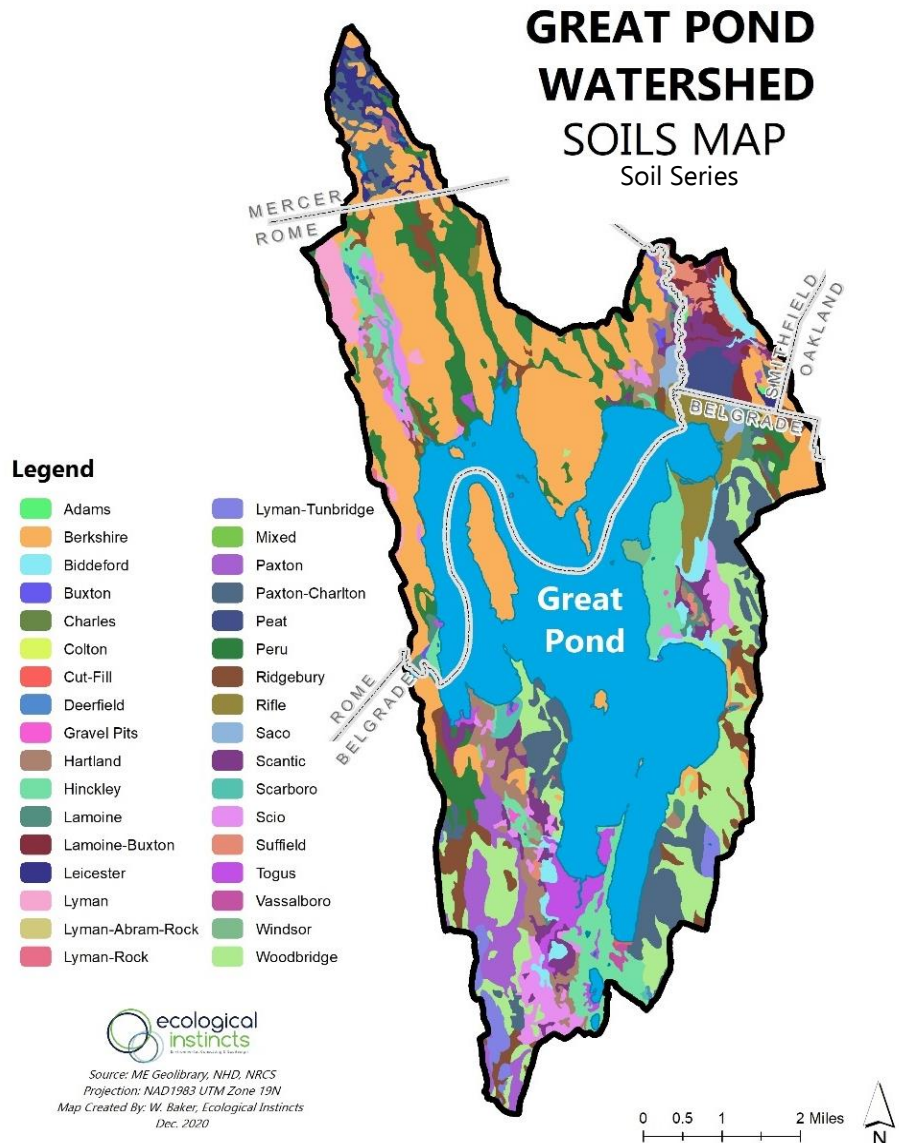 GREAT POND
WATERSHED
SOILS MAP
Soil Series
MERCER
ROME
SMITHFIELD
OAKLAND
BELGRADE
Great
Pond
ROME
BELGRADE
Legend
Adams
Berkshire
Biddeford
Buxton
Charles
Colton
Cut-Fill
Deerfield
Gravel Pits
Hartland
Hinckley
Lamoine
Lamoine-Buxton
Leicester
Lyman
Lyman-Abram-Rock
Lyman-Rock
Lyman-Tunbridge
Mixed
Paxton
Paxton-Charlton
Peat
Peru
Ridgebury
Rifle
Saco
Scantic
Scarboro
Scio
Suffield
Togus
Vassalboro
Windsor
Woodbridge
ecological
instincts
Source: ME Geolibrary, NHD, NRCS
Projection: NAD1983 UTM Zone 19N
Map Created By: W. Baker, Ecological Instincts
Dec. 2020
0 0.5 1 2 Miles
N